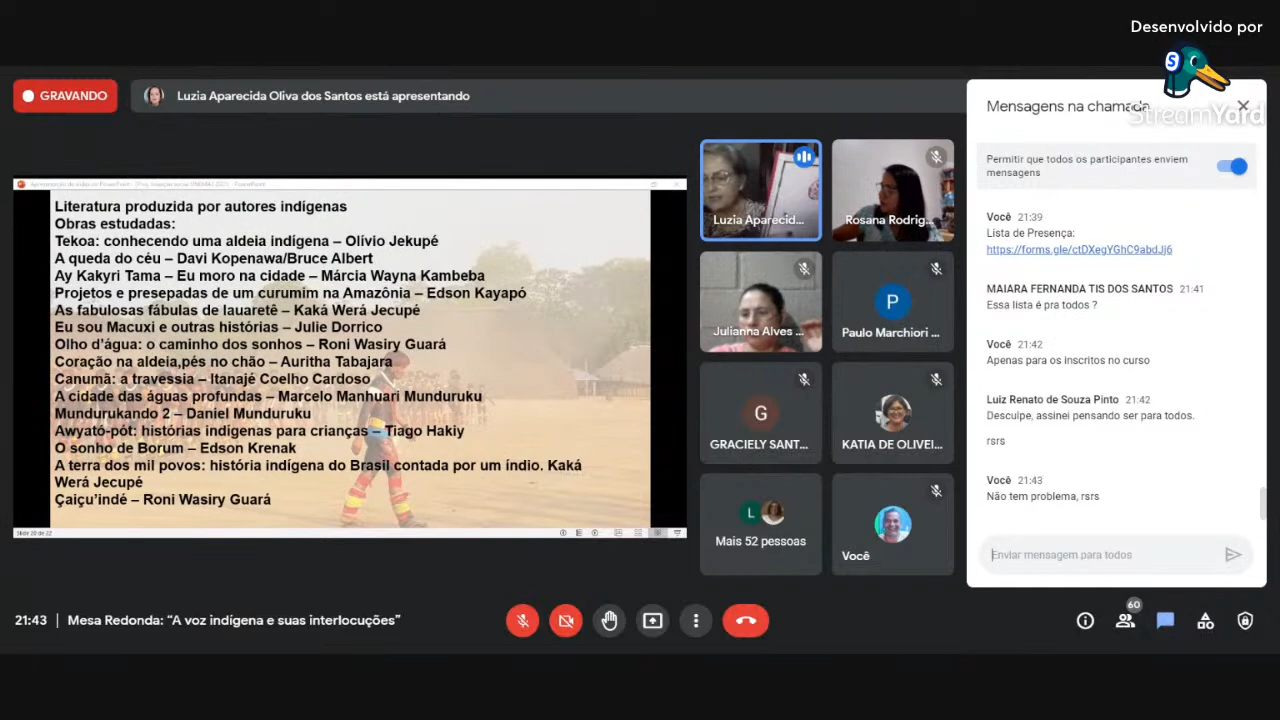 Desenvolvido por
StreamYard
GRAVANDO
Luzia Aparecida Oliva dos Santos está apresentando
Literatura produzida por autores indígenas
Obras estudadas:
Tekoa: conhecendo uma aldeia indígena – Olívio Jekupé
A queda do céu – Davi Kopenawa/Bruce Albert
Ay Kakyri Tama – Eu moro na cidade – Márcia Wayna Kambeba
Projetos e presepadas de um curumim na Amazônia – Edson Kayapó
As fabulosas fábulas de Iauaretê – Kaká Werá Jecupé
Eu sou Macuxi e outras histórias – Julie Dorrico
Olho d'água: o caminho dos sonhos – Roni Wasiry Guará
Coração na aldeia,pés no chão – Auritha Tabajara
Canumã: a travessia – Itanajé Coelho Cardoso
A cidade das águas profundas – Marcelo Manhuari Munduruku
Mundurukando 2 – Daniel Munduruku
Awyató-pót: histórias indígenas para crianças – Tiago Hakiy
O sonho de Borum – Edson Krenak
A terra dos mil povos: história indígena do Brasil contada por um índio. Kaká
Werá Jecupé
Çaiçu'indé – Roni Wasiry Guará
Slide 20 de 22
Luzia Aparecid...
Rosana Rodrig...
Julianna Alves ...
P
Paulo Marchiori ...
G
GRACIELY SANT...
KATIA DE OLIVEI...
L
Mais 52 pessoas
Você
Mensagens na chamada
Permitir que todos os participantes enviem
mensagens
Você 21:39
Lista de Presença:
https://forms.gle/ctDXegYGhC9abdJj6
MAIARA FERNANDA TIS DOS SANTOS 21:41
Essa lista é pra todos ?
Você 21:42
Apenas para os inscritos no curso
Luiz Renato de Souza Pinto 21:42
Desculpe, assinei pensando ser para todos.
rsrs
Você 21:43
Não tem problema, rsrs
Enviar mensagem para todos
21:43 | Mesa Redonda: “A voz indígena e suas interlocuções”
60